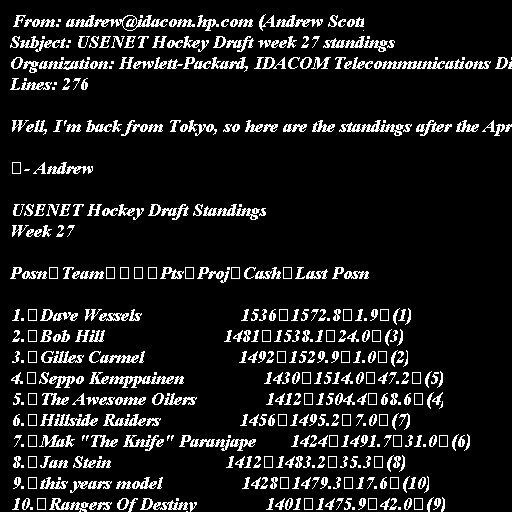 From: andrew@idacom.hp.com (Andrew Scott
Subject: USENET Hockey Draft week 27 standings
Organization: Hewlett-Packard, IDACOM Telecommunications Di
Lines: 276
Well, I'm back from Tokyo, so here are the standings after the Apr
- Andrew
USENET Hockey Draft Standings
Week 27
Posn Team Pts Proj Cash Last Posn
1. Dave Wessels 1536 1572.8 1.9 (1)
2. Bob Hill 1481 1538.1 24.0 (3)
3. Gilles Carmel 1492 1529.9 1.0 (2)
4. Seppo Kemppainen 1430 1514.0 47.2 (5)
5. The Awesome Oilers 1412 1504.4 68.6 (4)
6. Hillside Raiders 1456 1495.2 7.0 (7)
7. Mak "The Knife" Paranjape 1424 1491.7 31.0 (6)
8. Jan Stein 1412 1483.2 35.3 (8)
9. this years model 1428 1479.3 17.6 (10)
10. Rangers Of Destiny 1401 1475.9 42.0 (9)